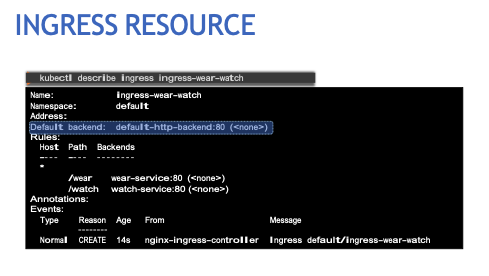 INGRESS RESOURCE
kubectl describe ingress ingress-wear-watch
Name: ingress-wear-watch
Namespace: default
Address:
Default backend: default-http-backend:80 (<none>)
Rules:
Host Path Backends
---- ---- --------
*
/wear wear-service:80 (<none>)
/watch watch-service:80 (<none>)
Annotations:
Events:
Type Reason Age From Message
--------
Normal CREATE 14s nginx-ingress-controller Ingress default/ingress-wear-watch